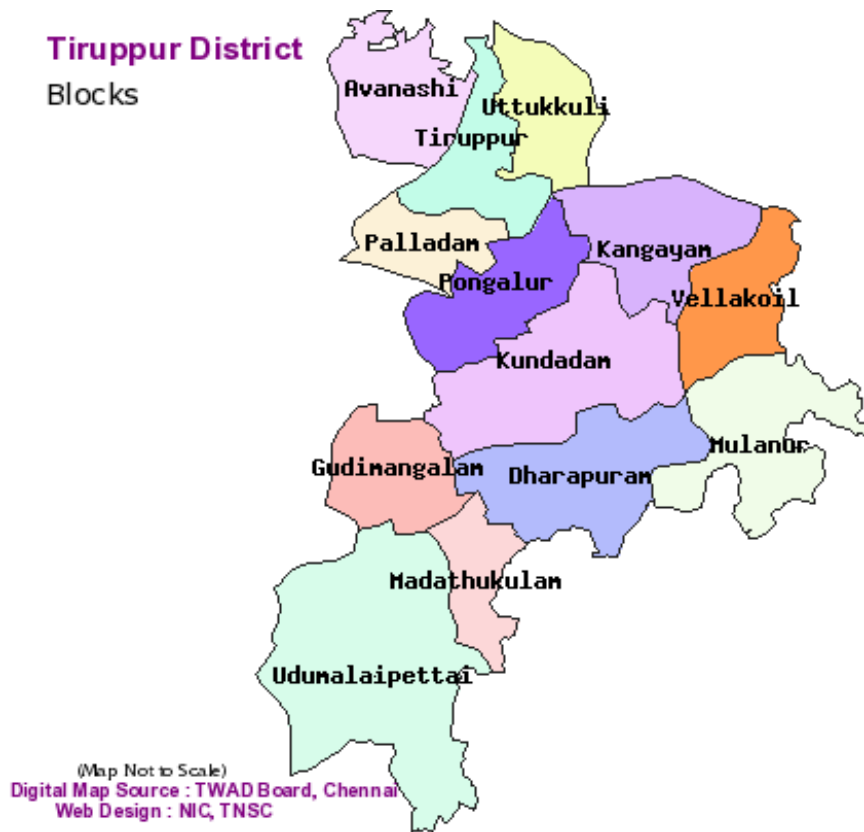 Tiruppur District
Blocks
Avanashi
Uttukkuli
Tiruppur
Palladam
Kangayam
Pongalur
Vellakoil
Kundadam
Mulanur
Gudimangalam
Dharapuram
Madathukulam
Udumalaipettai
(Map Not to Scale)
Digital Map Source : TWAD Board, Chennai
Web Design : NIC, TNSC